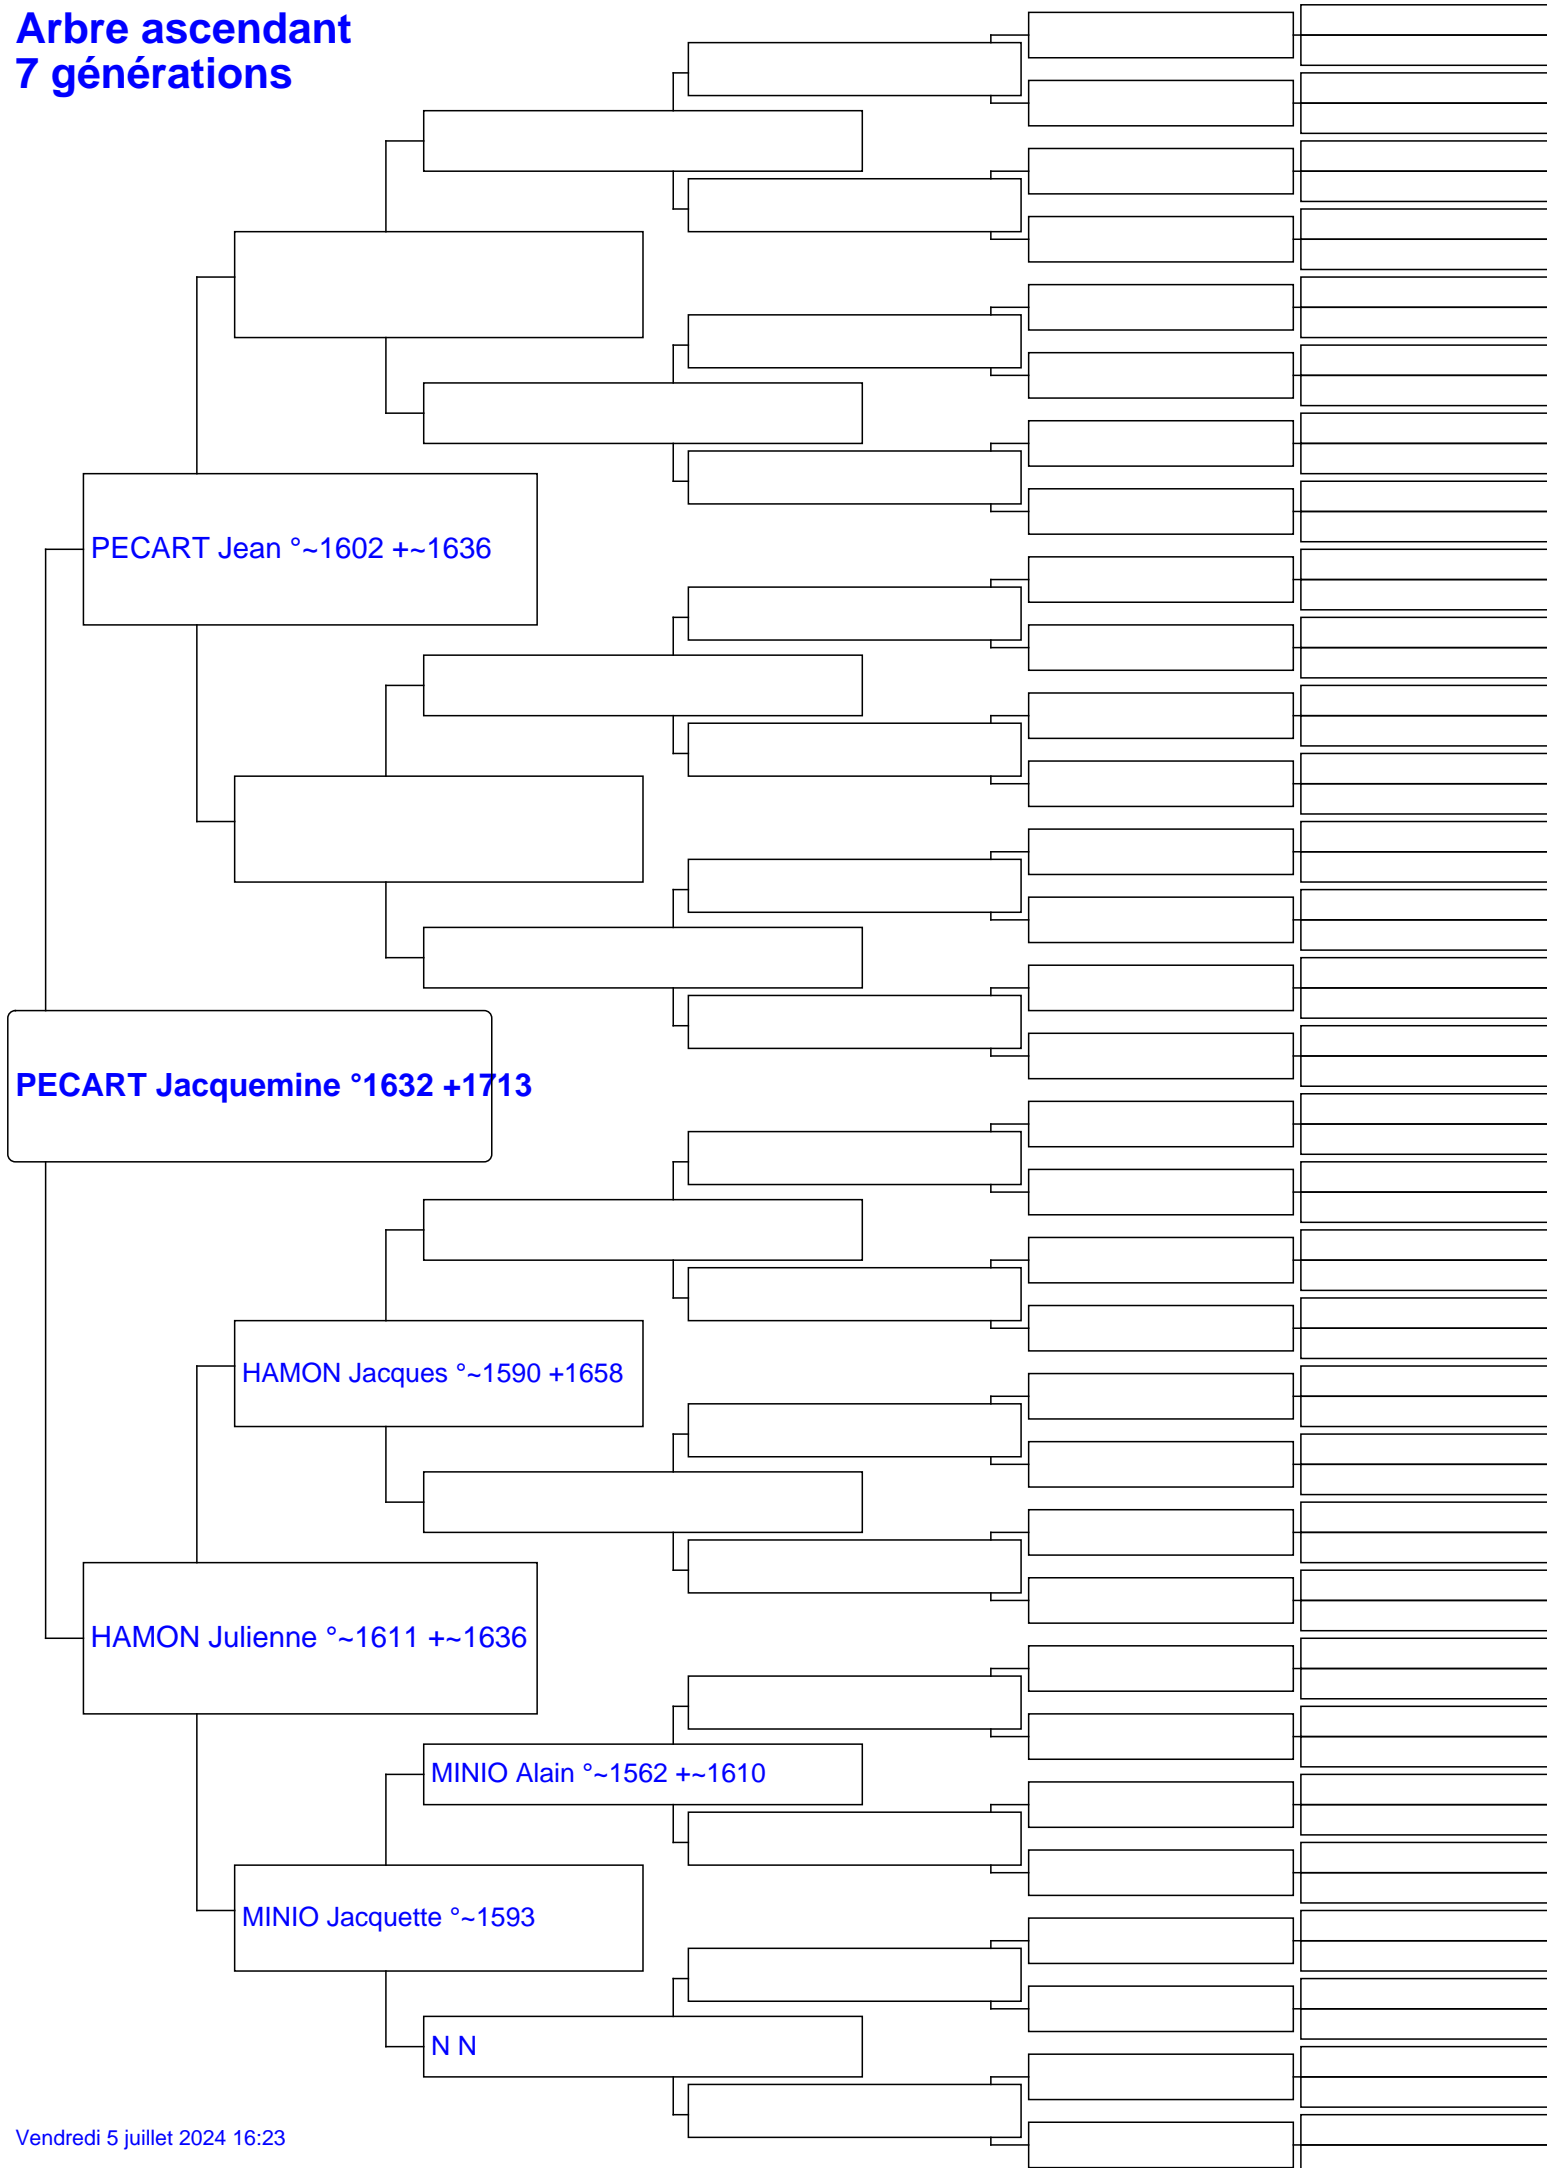 Arbre ascendant
7 générations
PECART Jean °~1602 +~1636
PECART Jacquemine °1632 +1713
HAMON Jacques °~1590 +1658
HAMON Julienne °~1611 +~1636
MINIO Alain °~1562 +~1610
MINIO Jacquette °~1593
N N
Vendredi 5 juillet 2024 16:23